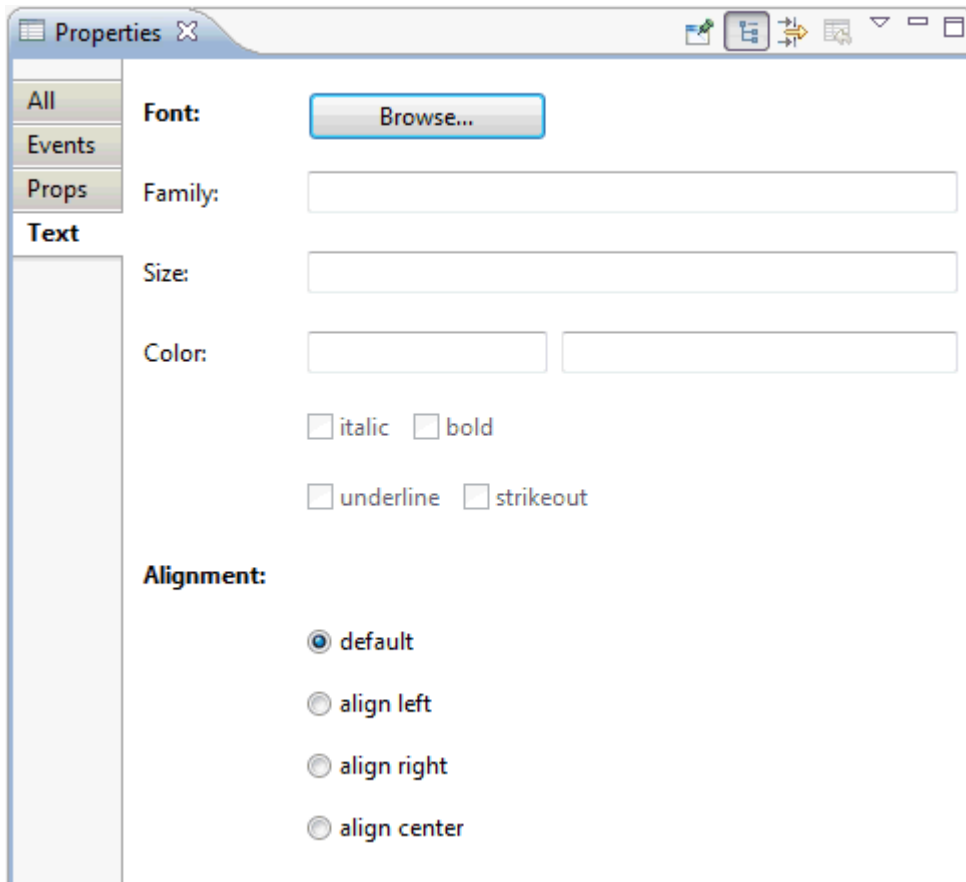 Properties
All
Font:
Browse...
Events
Props
Family:
Text
Size:
Color:
italic bold
underline strikeout
Alignment:
default
align left
align right
align center